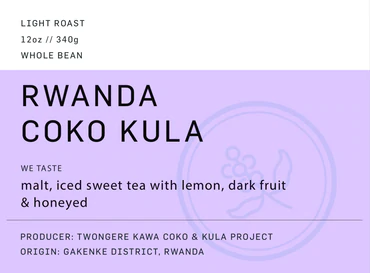 LIGHT ROAST
12oz // 340g
WHOLE BEAN
RWANDA
COKO KULA
WE TASTE
malt, iced sweet tea with lemon, dark fruit
& honeyed
PRODUCER: TWONGERE KAWA COKO & KULA PROJECT
ORIGIN: GAKENKE DISTRICT, RWANDA